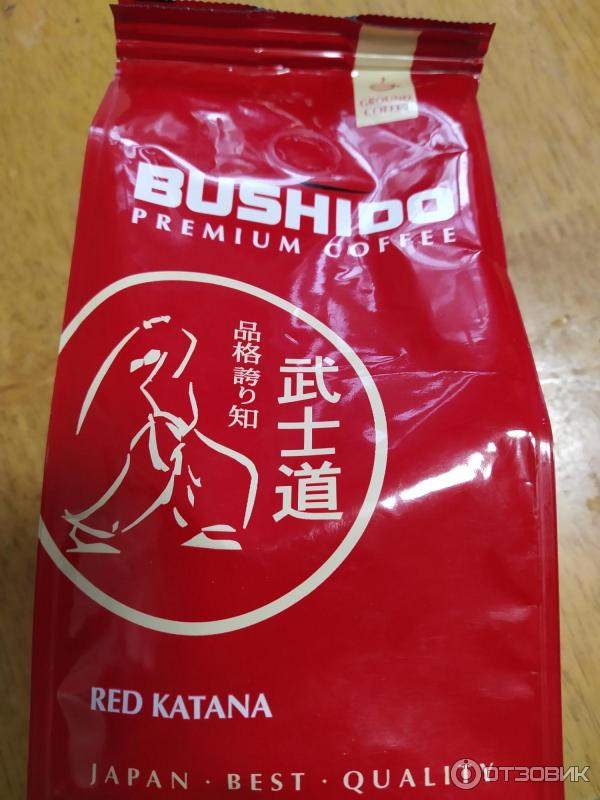 GROUND
COFFEE
BUSHIDO
PREMIUM COFFEE
武士道
品格誇り知
RED KATANA
JAPAN · BEST · QUALITY
ОТЗОВИК